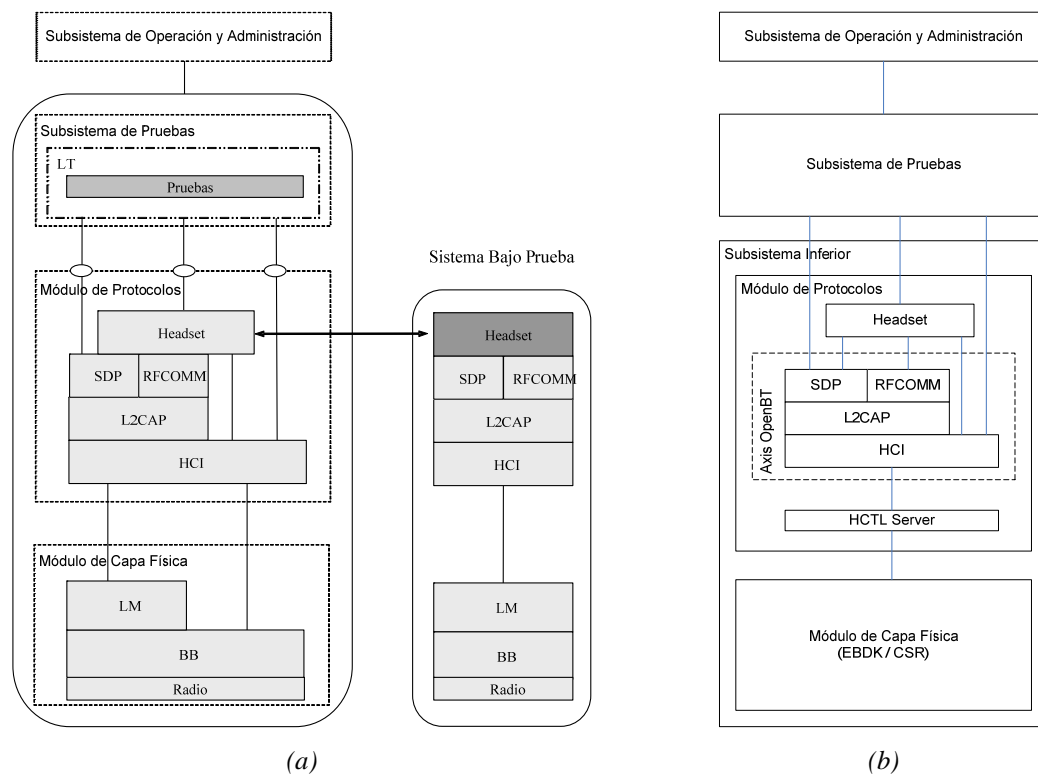 Subsistema de Operación y Administración
Subsistema de Pruebas
LT
Pruebas
Módulo de Protocolos
Headset
SDP
RFCOMM
L2CAP
HCI
Módulo de Capa Física
LM
BB
Radio
Sistema Bajo Prueba
Headset
SDP
RFCOMM
L2CAP
HCI
LM
BB
Radio
(a)
Subsistema de Operación y Administración
Subsistema de Pruebas
Subsistema Inferior
Módulo de Protocolos
Headset
Axis OpenBT
SDP
RFCOMM
L2CAP
HCI
HCTL Server
Módulo de Capa Física
(EBDK / CSR)
(b)